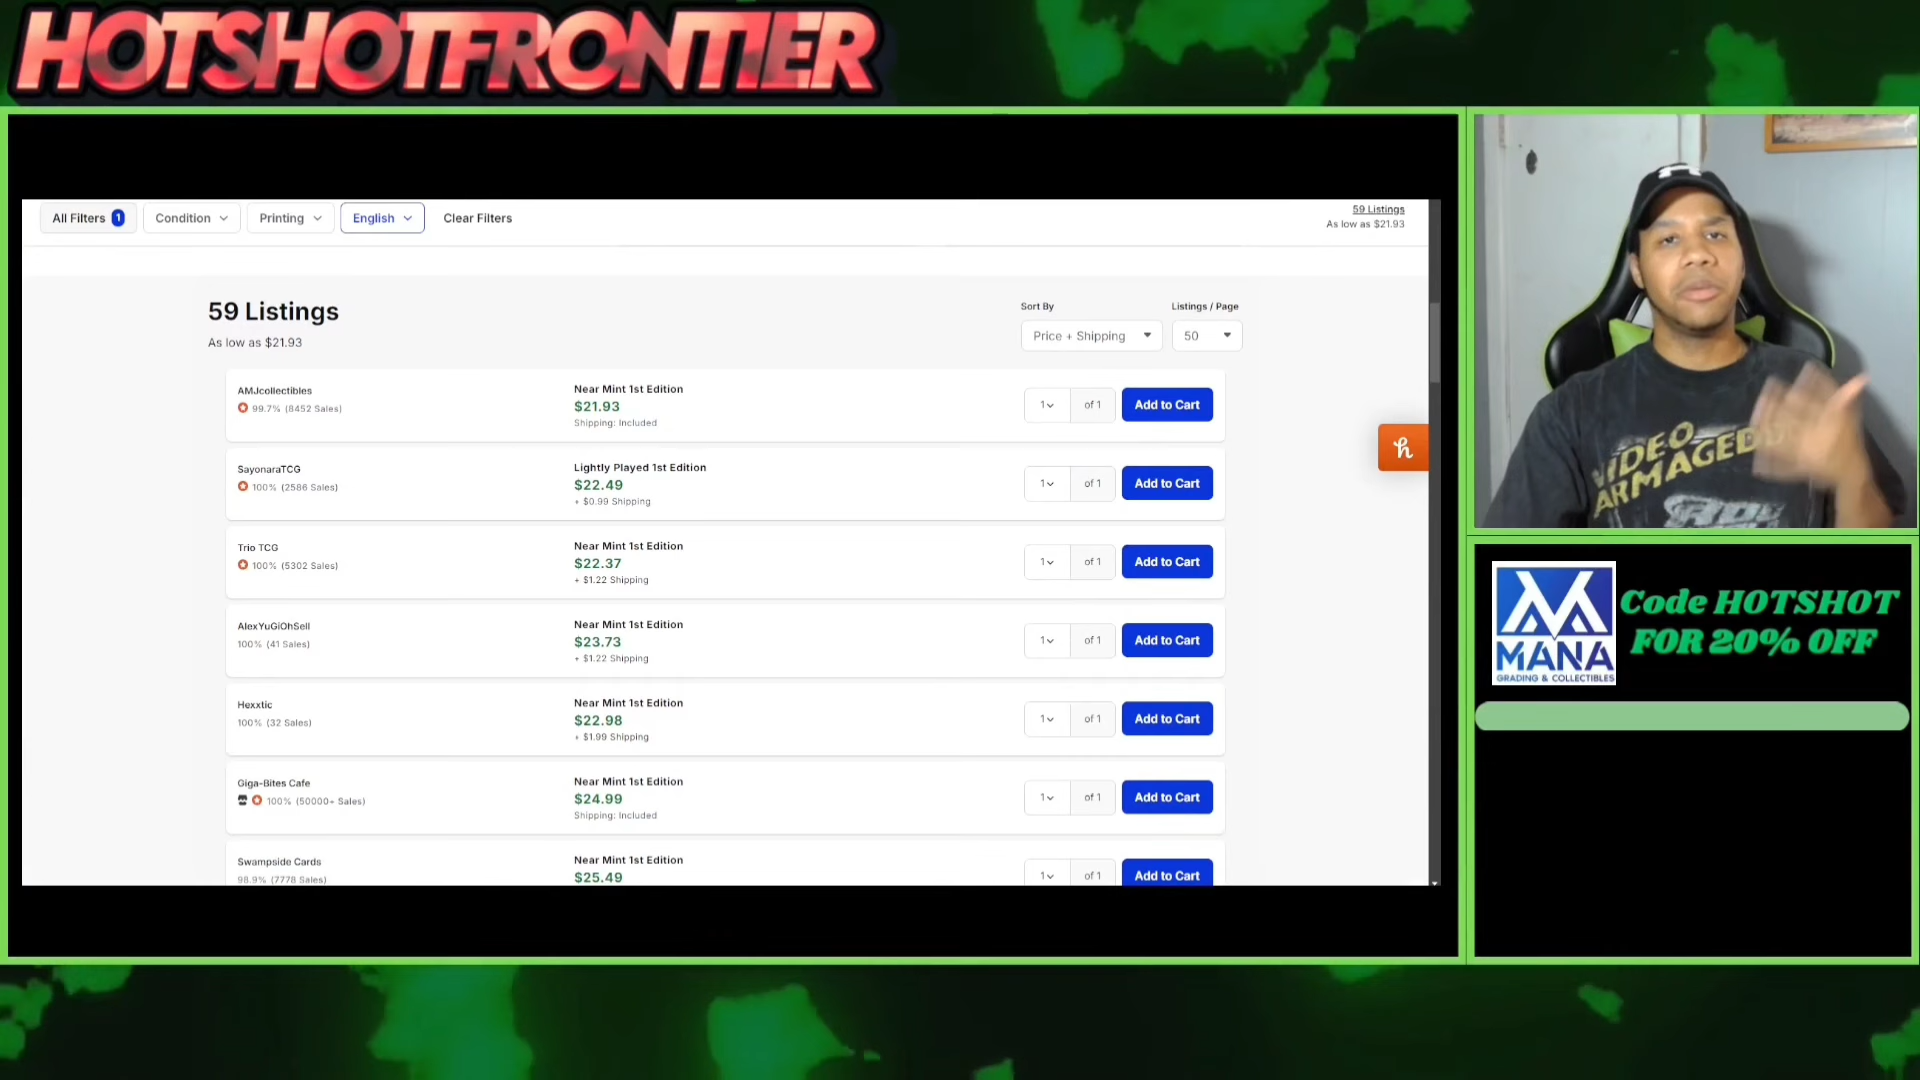 HOTSHOTFRONTIER
All Filters 1
Condition
Printing
English
Clear Filters
59 Listings
As low as $21.93
59 Listings
As low as $21.93
Sort By
Price + Shipping
Listings / Page
50
AMJcollectibles
99.7% (8452 Sales)
Near Mint 1st Edition
$21.93
Shipping: Included
1
of 1
Add to Cart
SayonaraTCG
100% (2586 Sales)
Lightly Played 1st Edition
$22.49
+ $0.99 Shipping
1
of 1
Add to Cart
Trio TCG
100% (5302 Sales)
Near Mint 1st Edition
$22.37
+ $1.22 Shipping
1
of 1
Add to Cart
AlexYuGiOhSell
100% (41 Sales)
Near Mint 1st Edition
$23.73
+ $1.22 Shipping
1
of 1
Add to Cart
Hexxtic
100% (32 Sales)
Near Mint 1st Edition
$22.98
+ $1.99 Shipping
1
of 1
Add to Cart
Giga-Bites Cafe
100% (50000+ Sales)
Near Mint 1st Edition
$24.99
Shipping: Included
1
of 1
Add to Cart
Swampside Cards
98.9% (7778 Sales)
Near Mint 1st Edition
$25.49
1
of 1
Add to Cart
h
VIDEO
ARMAGEDD
MANA
GRADING & COLLECTIBLES
Code HOTSHOT
FOR 20% OFF